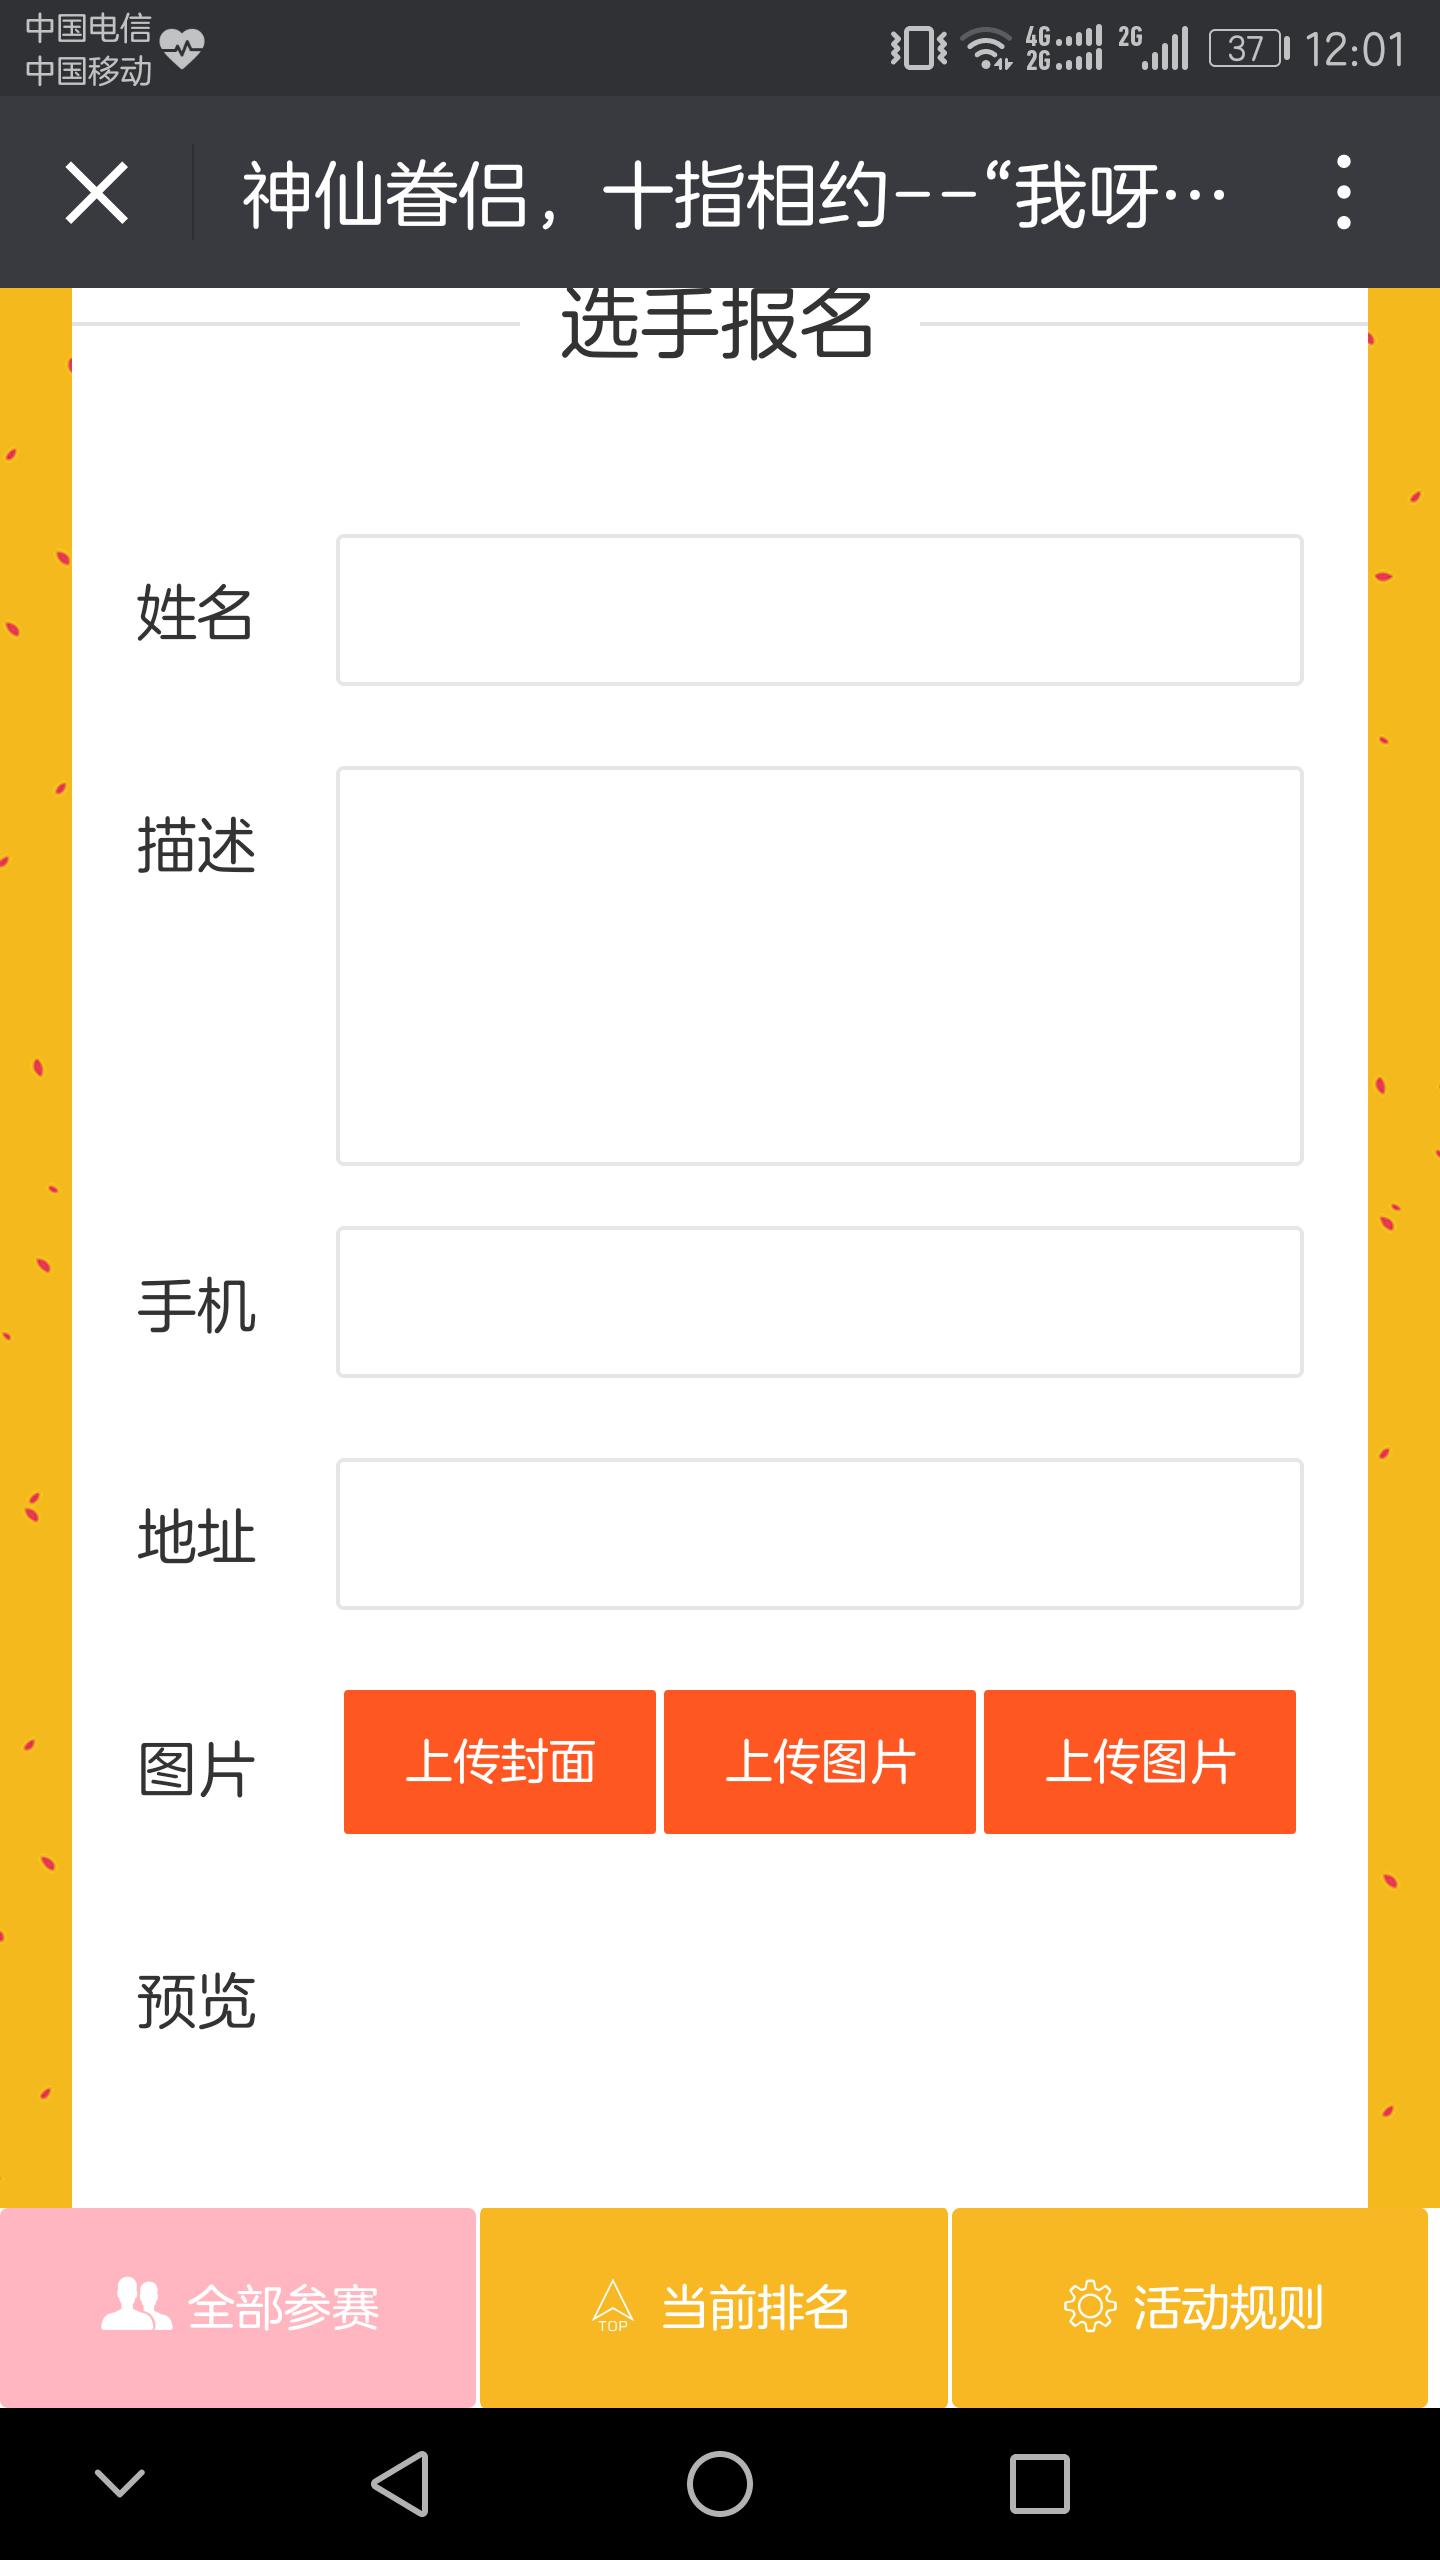 中国电信
中国移动
4G
2G
2G
37
12:01
神仙眷侣，十指相约--“我呀…
选手报名
姓名
描述
手机
地址
图片
上传封面
上传图片
上传图片
预览
全部参赛
TOP
当前排名
活动规则